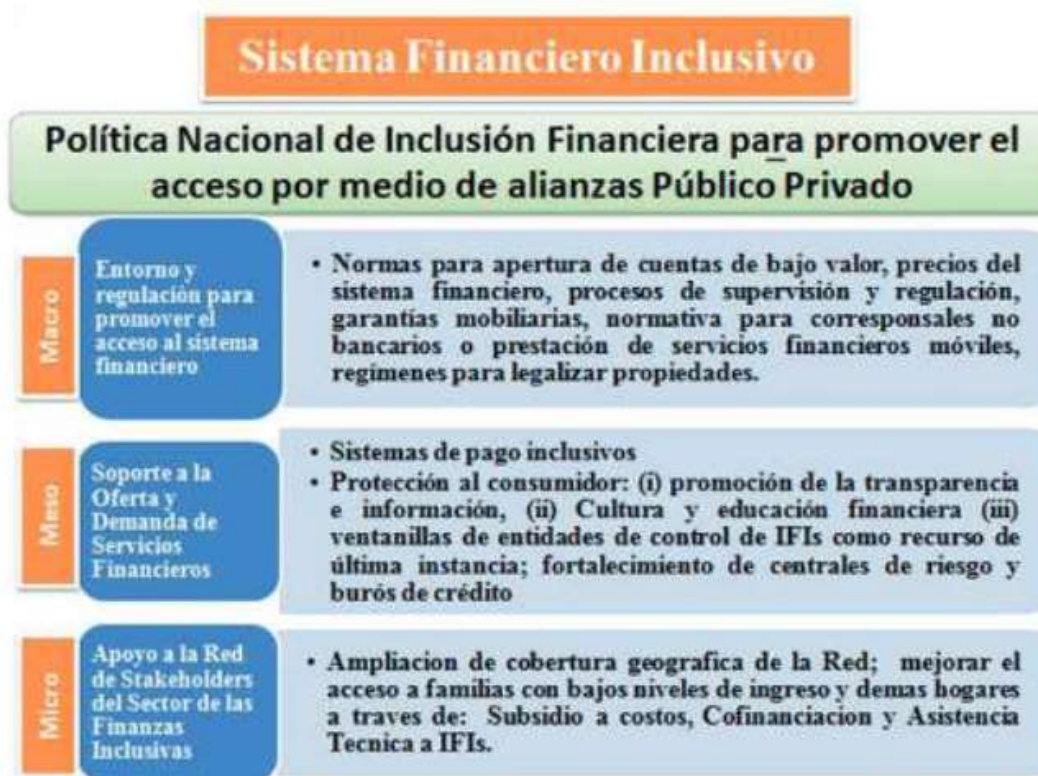 Sistema Financiero Inclusivo
Política Nacional de Inclusión Financiera para promover el
acceso por medio de alianzas Público Privado
Macro
Entorno y
regulación para
promover el
acceso al sistema
financiero
• Normas para apertura de cuentas de bajo valor, precios del
sistema financiero, procesos de supervisión y regulación,
garantías mobiliarias, normativa para corresponsales no
bancarios o prestación de servicios financieros móviles,
regímenes para legalizar propiedades.
Meso
Soporte a la
Oferta y
Demanda de
Servicios
Financieros
• Sistemas de pago inclusivos
• Protección al consumidor: (i) promoción de la transparencia
e información, (ii) Cultura y educación financiera (iii)
ventanillas de entidades de control de IFIs como recurso de
última instancia; fortalecimiento de centrales de riesgo y
burós de crédito
Micro
Apoyo a la Red
de Stakeholders
del Sector de las
Finanzas
Inclusivas
• Ampliacion de cobertura geografica de la Red; mejorar el
acceso a familias con bajos niveles de ingreso y demas hogares
a traves de: Subsidio a costos, Cofinanciacion y Asistencia
Tecnica a IFIs.